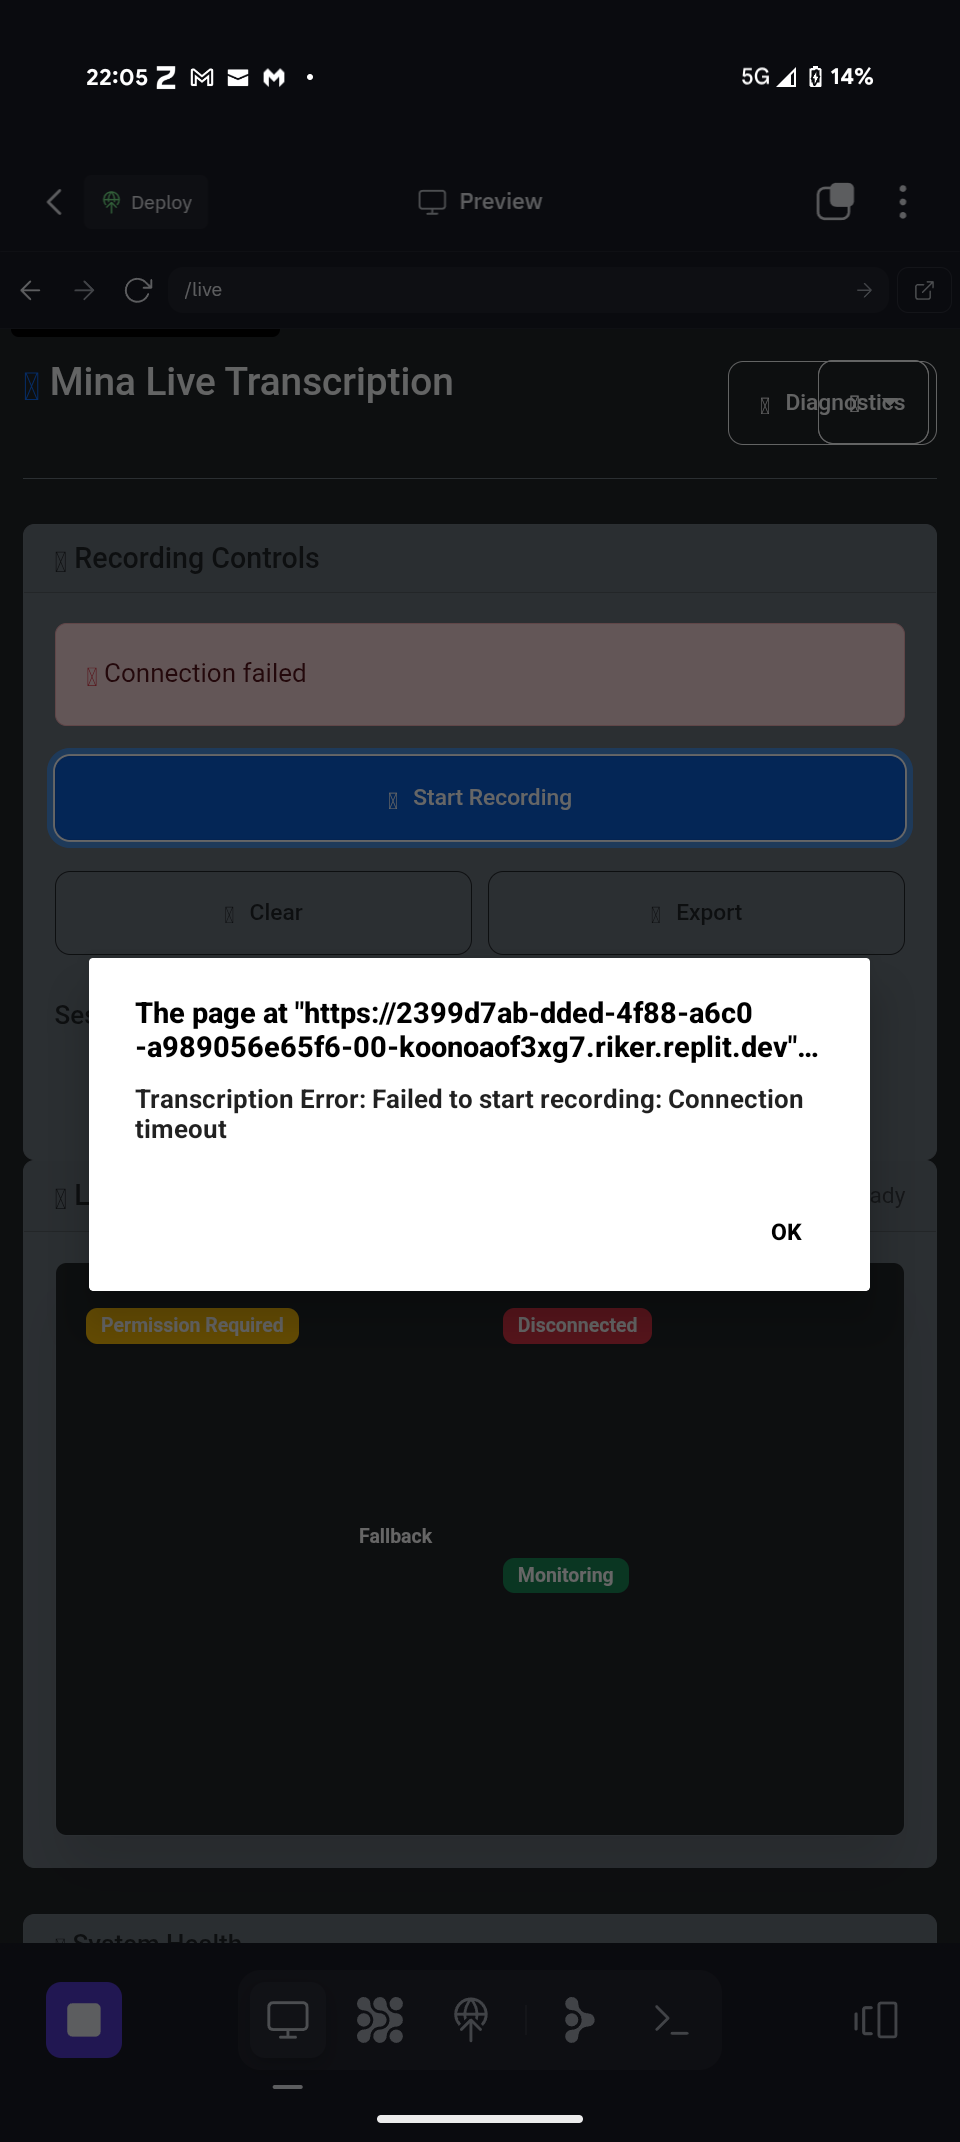 22:05
5G 14%
Deploy
Preview
/live
Mina Live Transcription
Diagnostics
Recording Controls
Connection failed
Start Recording
Clear
Export
Ses
The page at "https://2399d7ab-dded-4f88-a6c0
-a989056e65f6-00-koonoaof3xg7.riker.replit.dev"…
Transcription Error: Failed to start recording: Connection
timeout
OK
L
ady
Permission Required
Disconnected
Fallback
Monitoring
System Health